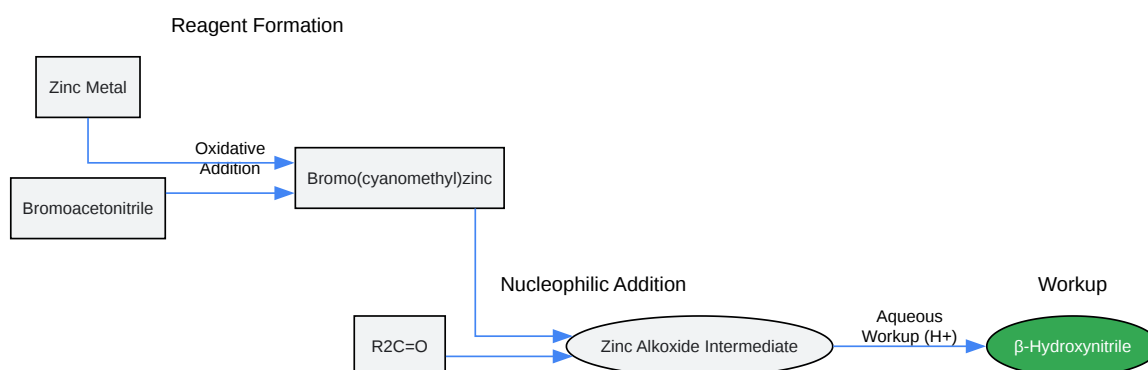 Reagent Formation
Zinc Metal
Oxidative
Addition
Bromo(cyanomethyl)zinc
Bromoacetonitrile
Nucleophilic Addition
Workup
R2C=O
Zinc Alkoxide Intermediate
Aqueous
Workup (H+)
β-Hydroxynitrile